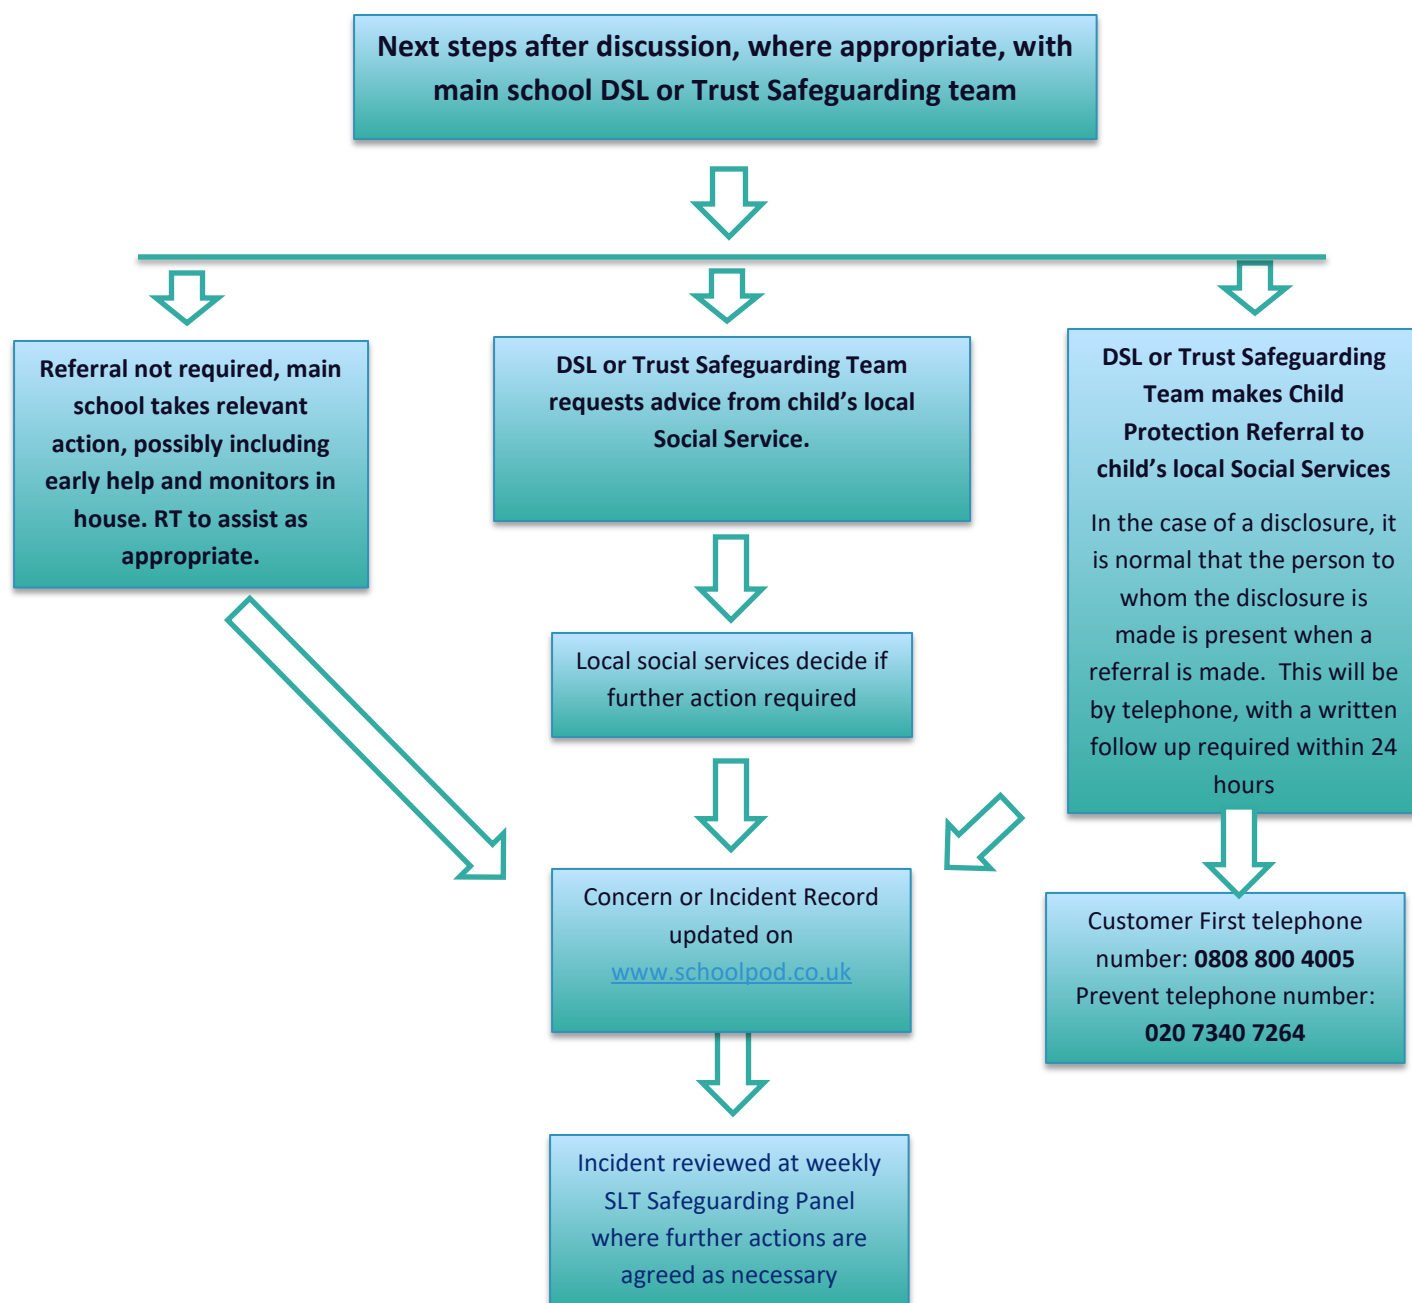 Next steps after discussion, where appropriate, with
main school DSL or Trust Safeguarding team
Referral not required, main
school takes relevant
action, possibly including
early help and monitors in
house. RT to assist as
appropriate.
DSL or Trust Safeguarding Team
requests advice from child’s local
Social Service.
Local social services decide if
further action required
DSL or Trust Safeguarding
Team makes Child
Protection Referral to
child’s local Social Services
In the case of a disclosure, it
is normal that the person to
whom the disclosure is
made is present when a
referral is made.  This will be
by telephone, with a written
follow up required within 24
hours
Concern or Incident Record
updated on
www.schoolpod.co.uk
Customer First telephone
number: 0808 800 4005
Prevent telephone number:
020 7340 7264
Incident reviewed at weekly
SLT Safeguarding Panel
where further actions are
agreed as necessary